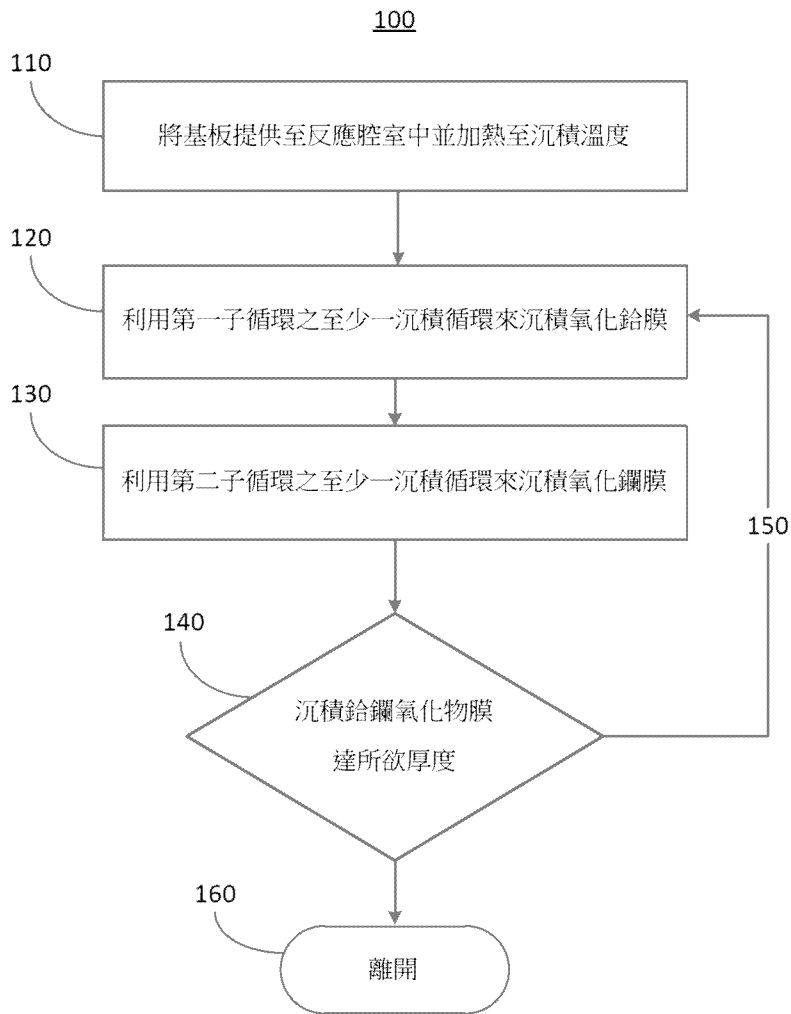 100
110
將基板提供至反應腔室中並加熱至沉積溫度
120
利用第一子循環之至少一沉積循環來沉積氧化鉿膜
130
利用第二子循環之至少一沉積循環來沉積氧化鑭膜
150
140
沉積鉿鑭氧化物膜
達所欲厚度
160
離開